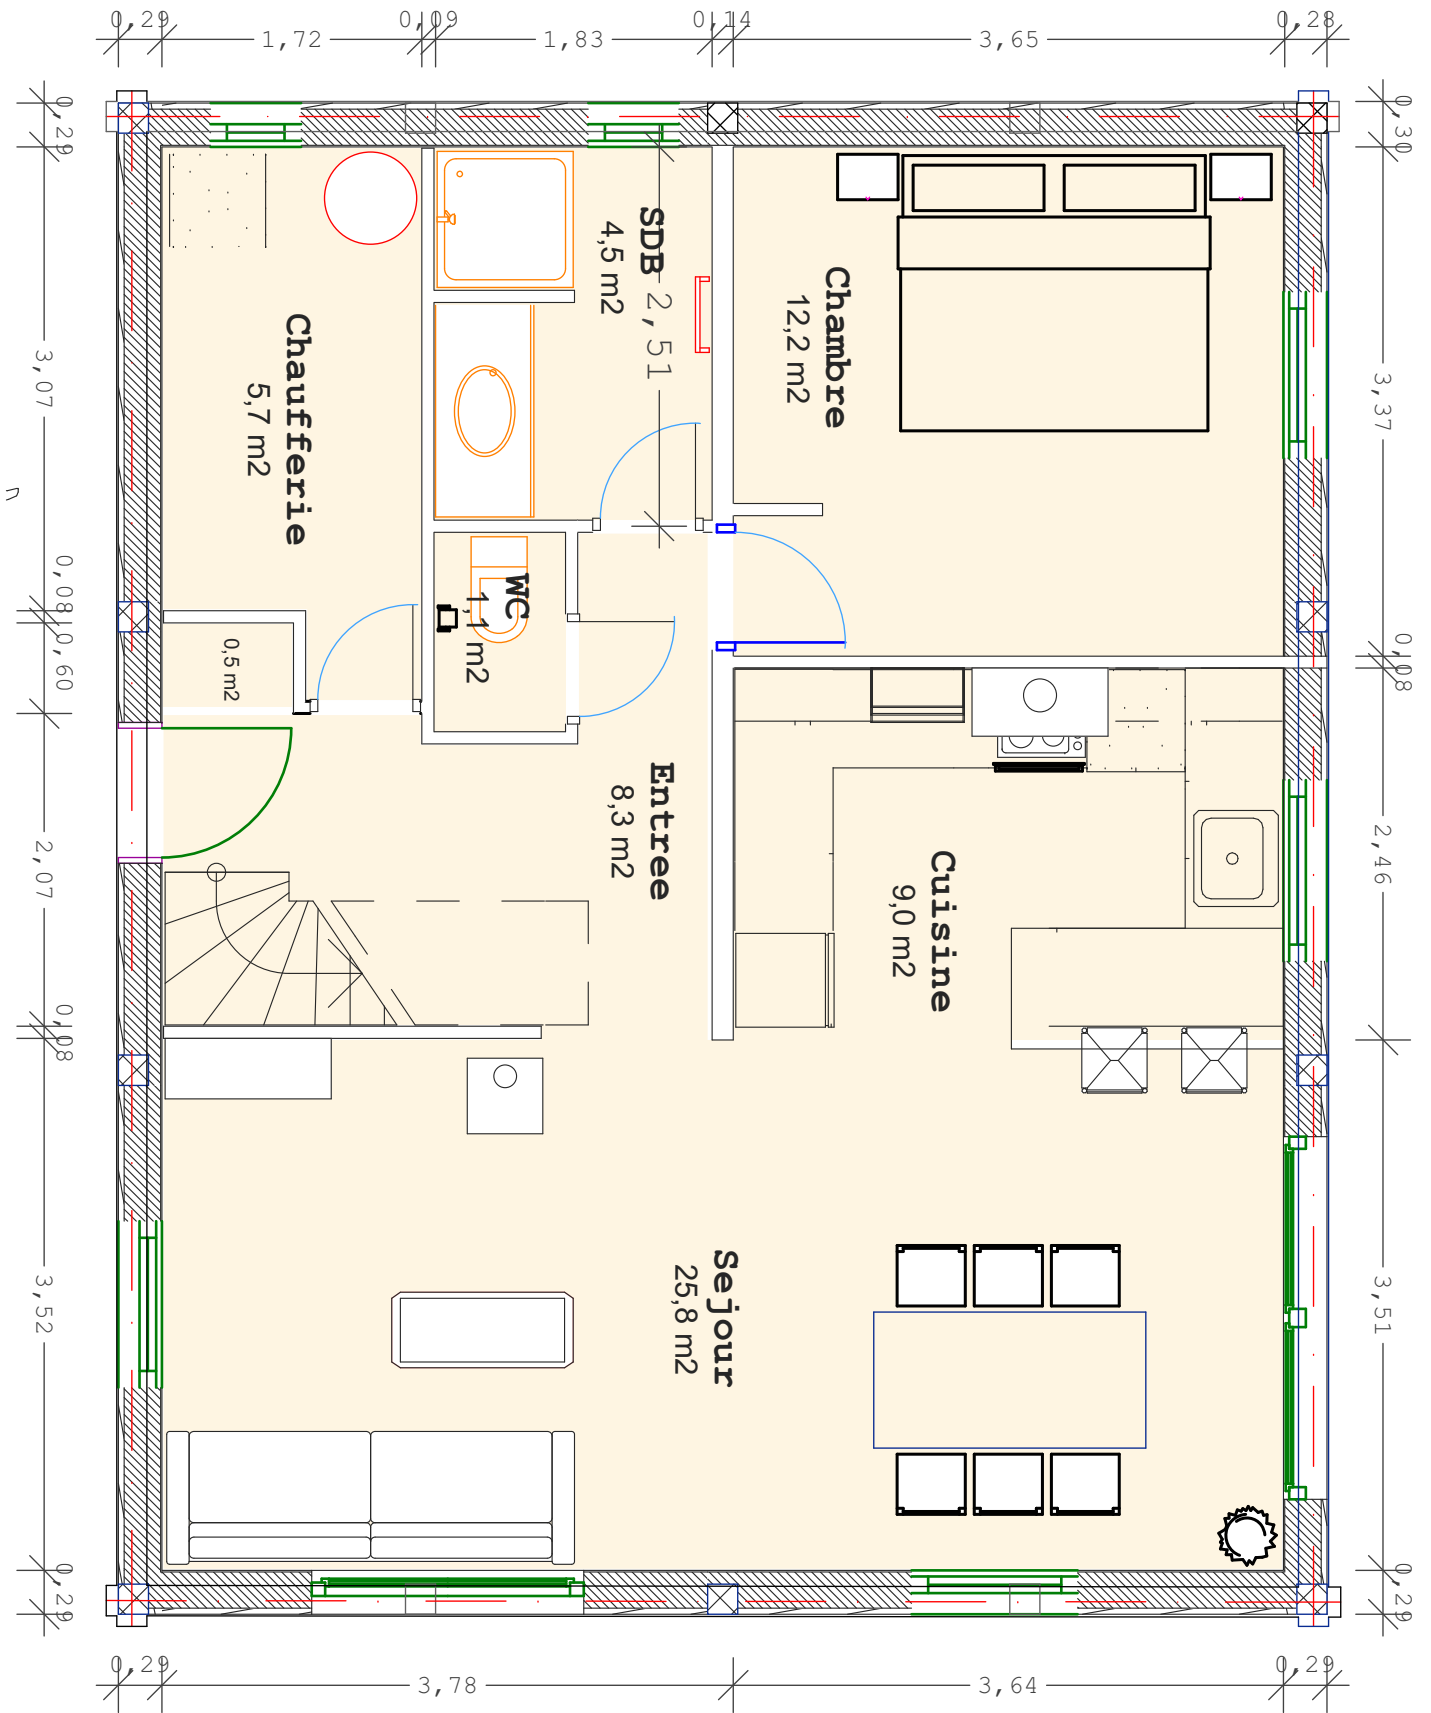 0,29
1,72
0,09
1,83
0,14
3,65
0,28
0,29
3,07
0,08
0,60
2,07
0,08
3,52
0,29
0,30
3,37
0,08
2,46
3,51
0,29
SDB
4,5 m2
2,51
Chambre
12,2 m2
Chaufferie
5,7 m2
WC
1,1 m2
0,5 m2
Entree
8,3 m2
Cuisine
9,0 m2
Sejour
25,8 m2
0,29
3,78
3,64
0,29